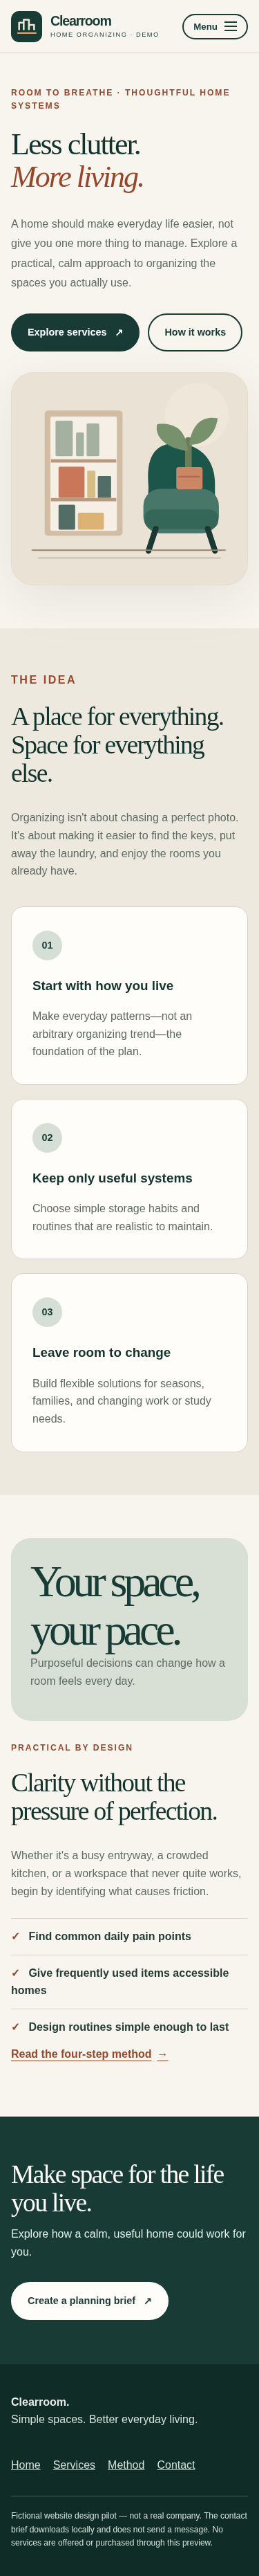 Clearroom
HOME ORGANIZING · DEMO
Menu
ROOM TO BREATHE · THOUGHTFUL HOME
SYSTEMS
Less clutter.
More living.
A home should make everyday life easier, not
give you one more thing to manage. Explore a
practical, calm approach to organizing the
spaces you actually use.
Explore services ↗
How it works
THE IDEA
A place for everything.
Space for everything
else.
Organizing isn't about chasing a perfect photo.
It's about making it easier to find the keys, put
away the laundry, and enjoy the rooms you
already have.
01
Start with how you live
Make everyday patterns—not an
arbitrary organizing trend—the
foundation of the plan.
02
Keep only useful systems
Choose simple storage habits and
routines that are realistic to maintain.
03
Leave room to change
Build flexible solutions for seasons,
families, and changing work or study
needs.
Your space,
your pace.
Purposeful decisions can change how a
room feels every day.
PRACTICAL BY DESIGN
Clarity without the
pressure of perfection.
Whether it's a busy entryway, a crowded
kitchen, or a workspace that never quite works,
begin by identifying what causes friction.
✓ Find common daily pain points
✓ Give frequently used items accessible
homes
✓ Design routines simple enough to last
Read the four-step method →
Make space for the life
you live.
Explore how a calm, useful home could work for
you.
Create a planning brief ↗
Clearroom.
Simple spaces. Better everyday living.
Home Services Method Contact
Fictional website design pilot — not a real company. The contact
brief downloads locally and does not send a message. No
services are offered or purchased through this preview.